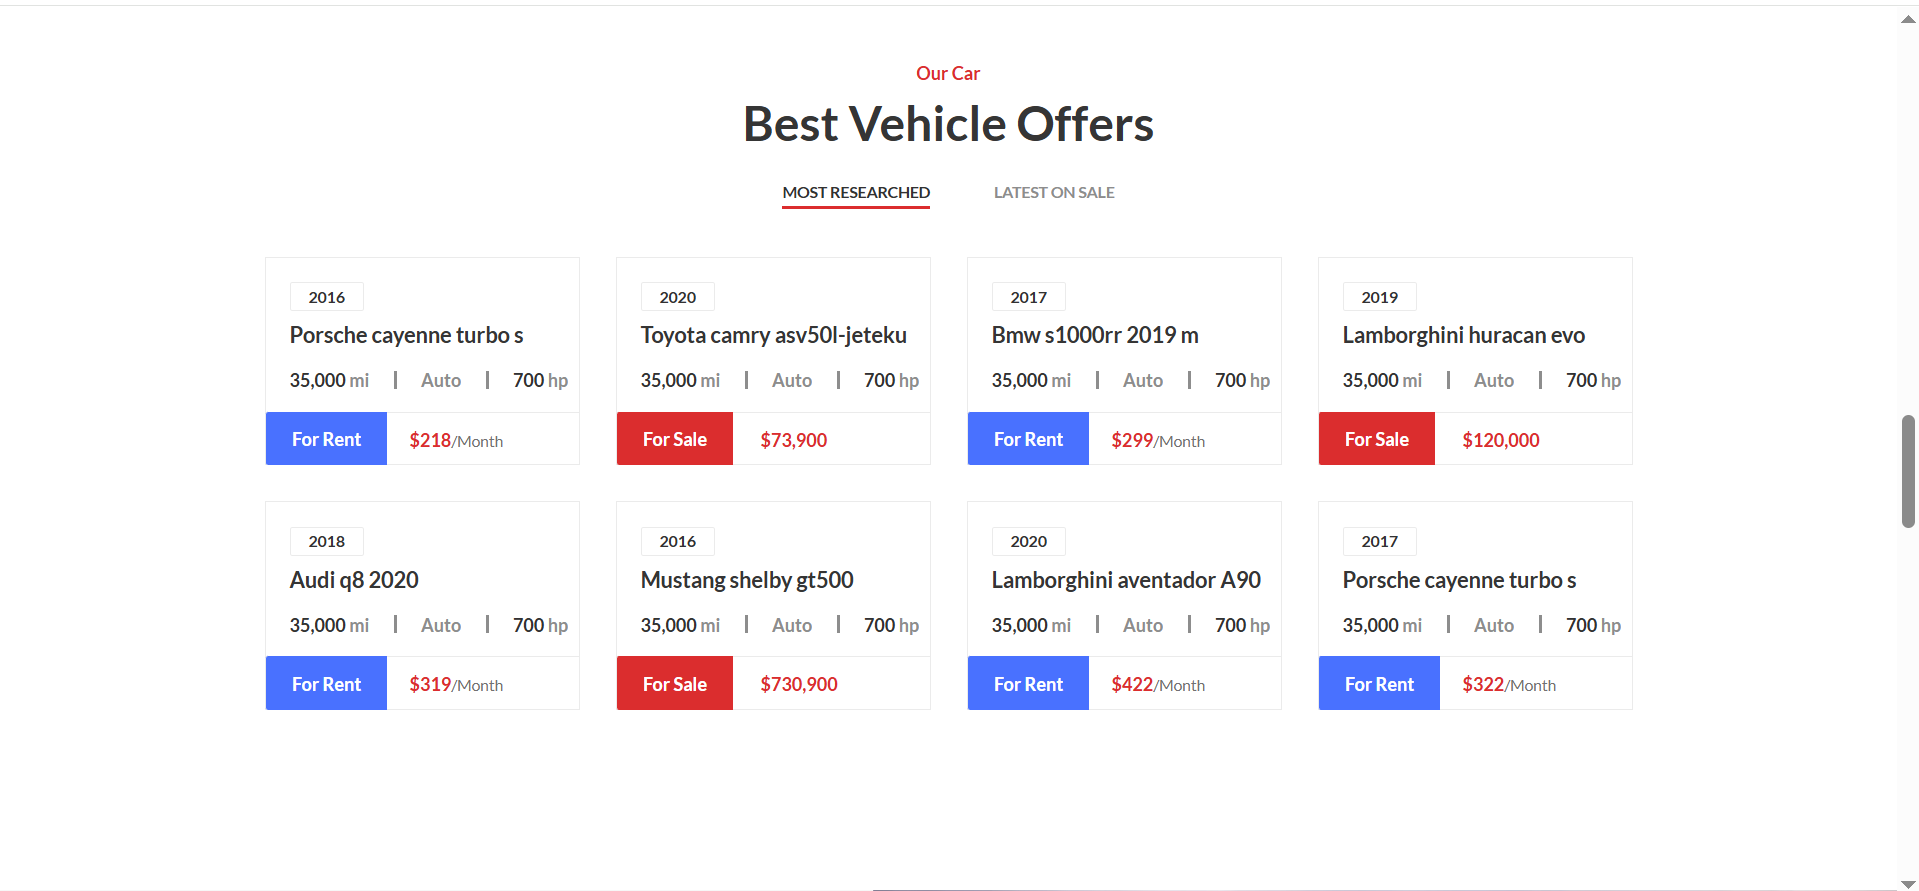 Our Car
Best Vehicle Offers
MOST RESEARCHED
LATEST ON SALE
2016
Porsche cayenne turbo s
35,000 mi | Auto | 700 hp
For Rent $218/Month
2020
Toyota camry asv50l-jeteku
35,000 mi | Auto | 700 hp
For Sale $73,900
2017
Bmw s1000rr 2019 m
35,000 mi | Auto | 700 hp
For Rent $299/Month
2019
Lamborghini huracan evo
35,000 mi | Auto | 700 hp
For Sale $120,000
2018
Audi q8 2020
35,000 mi | Auto | 700 hp
For Rent $319/Month
2016
Mustang shelby gt500
35,000 mi | Auto | 700 hp
For Sale $730,900
2020
Lamborghini aventador A90
35,000 mi | Auto | 700 hp
For Rent $422/Month
2017
Porsche cayenne turbo s
35,000 mi | Auto | 700 hp
For Rent $322/Month